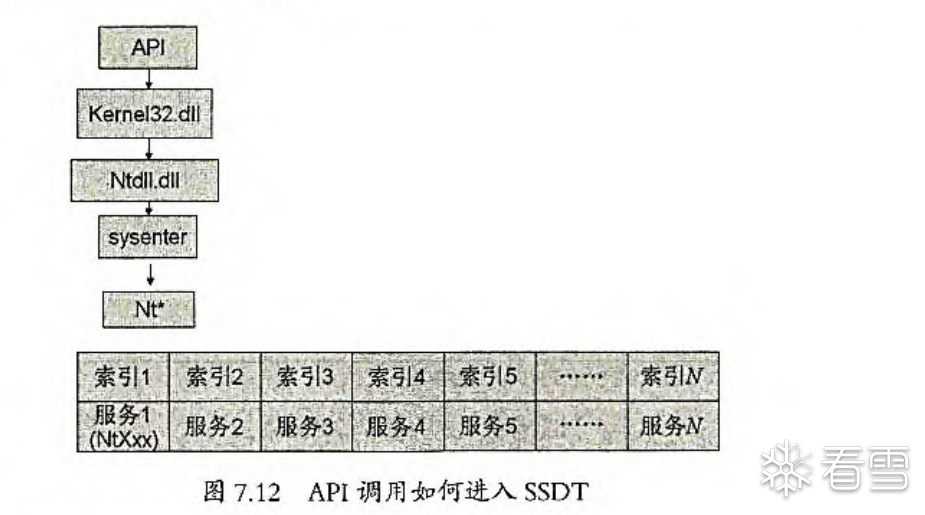 API
Kernel32.dll
Ntdll.dll
sysenter
Nt*
索引1 索引2 索引3 索引4 索引5 …… 索引N
服务1 服务2 服务3 服务4 服务5 …… 服务N
(NtXxx)
图 7.12 API 调用如何进入 SSDT
看雪